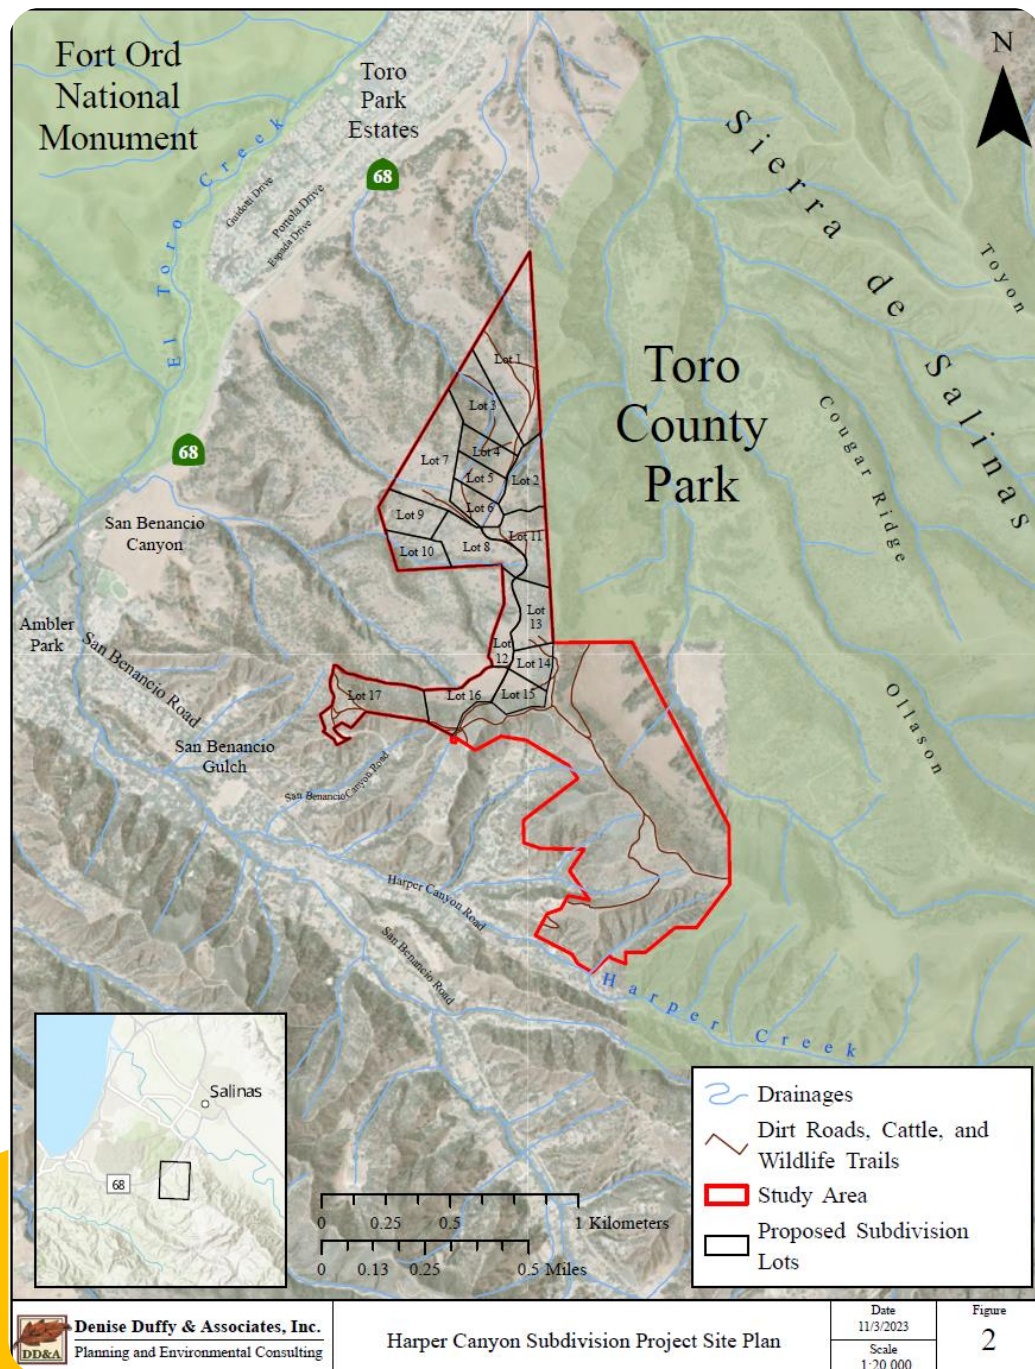 Fort Ord
National
Monument
Toro
Park
Estates
68
N
El Toro Creek
Guidotti Drive
Portola Drive
Espada Drive
Sierra de Salinas
Toyon
Toro
County
Park
Cougar Ridge
Ollason
68
San Benancio
Canyon
Ambler
Park
San Benancio Road
San Benancio
Gulch
San Benancio Canyon Road
Harper Canyon Road
San Benancio Road
Harper Creek
Lot 1
Lot 3
Lot 4
Lot 7
Lot 5
Lot 2
Lot 6
Lot 9
Lot 11
Lot 10
Lot 8
Lot
13
Lot
12
Lot 14
Lot 17
Lot 16
Lot 15
Salinas
68
0 0.25 0.5 1 Kilometers
0 0.13 0.25 0.5 Miles
Drainages
Dirt Roads, Cattle, and
Wildlife Trails
Study Area
Proposed Subdivision
Lots
DD&A
Denise Duffy & Associates, Inc.
Planning and Environmental Consulting
Harper Canyon Subdivision Project Site Plan
Date
11/3/2023
Scale
1:20,000
Figure
2